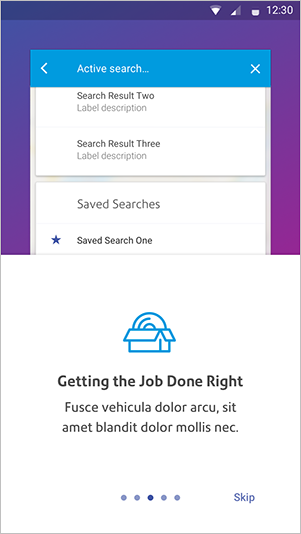 12:30
Active search...
Search Result Two
Label description
Search Result Three
Label description
Saved Searches
Saved Search One
Getting the Job Done Right
Fusce vehicula dolor arcu, sit
amet blandit dolor mollis nec.
Skip